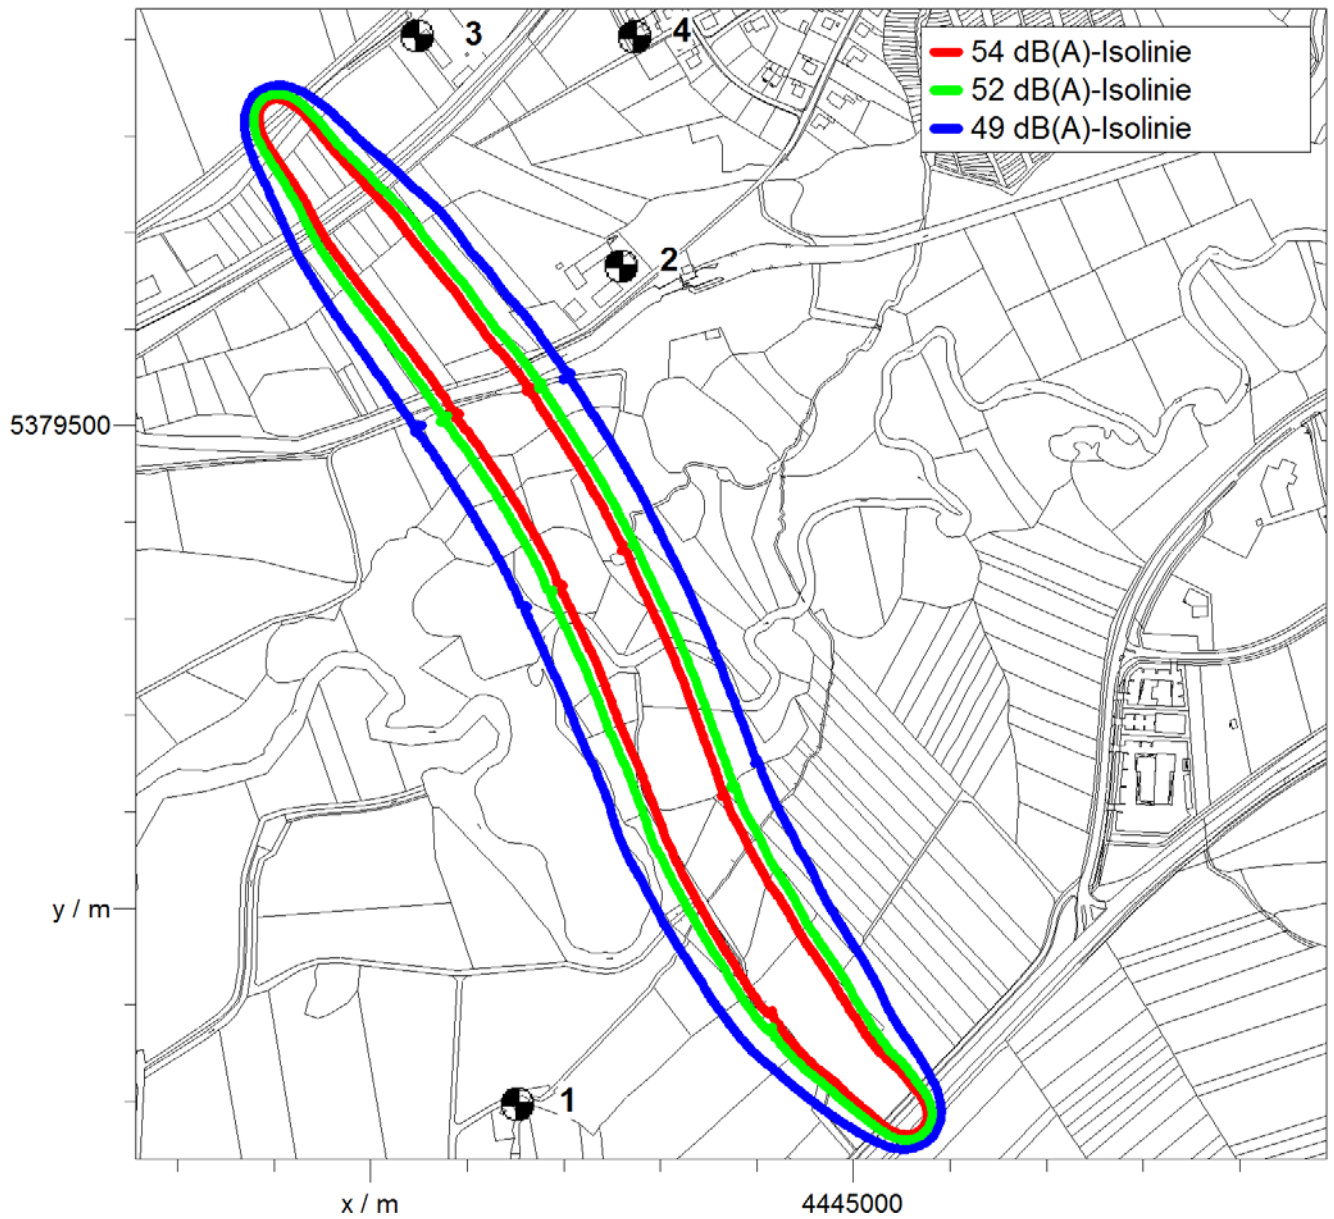 3
4
54 dB(A)-Isolinie
52 dB(A)-Isolinie
49 dB(A)-Isolinie
2
5379500
y / m
1
x / m
4445000